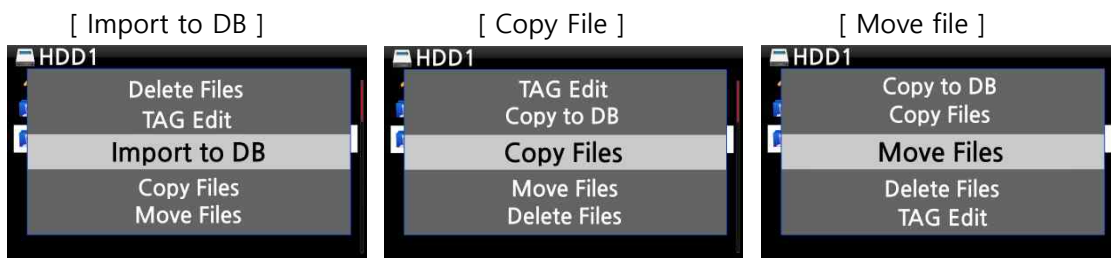 [ Import to DB ]
HDD1
Delete Files
TAG Edit
Import to DB
Copy Files
Move Files
[ Copy File ]
HDD1
TAG Edit
Copy to DB
Copy Files
Move Files
Delete Files
[ Move file ]
HDD1
Copy to DB
Copy Files
Move Files
Delete Files
TAG Edit